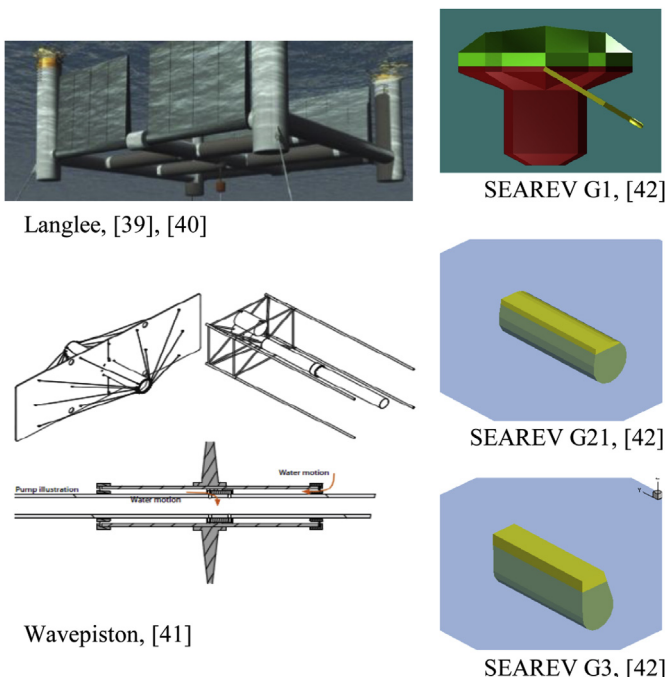 SEAREV G1, [42]
Langlee, [39], [40]
SEAREV G21, [42]
Water motion
Pump illustration
Water motion
Wavepiston, [41]
SEAREV G3, [42]